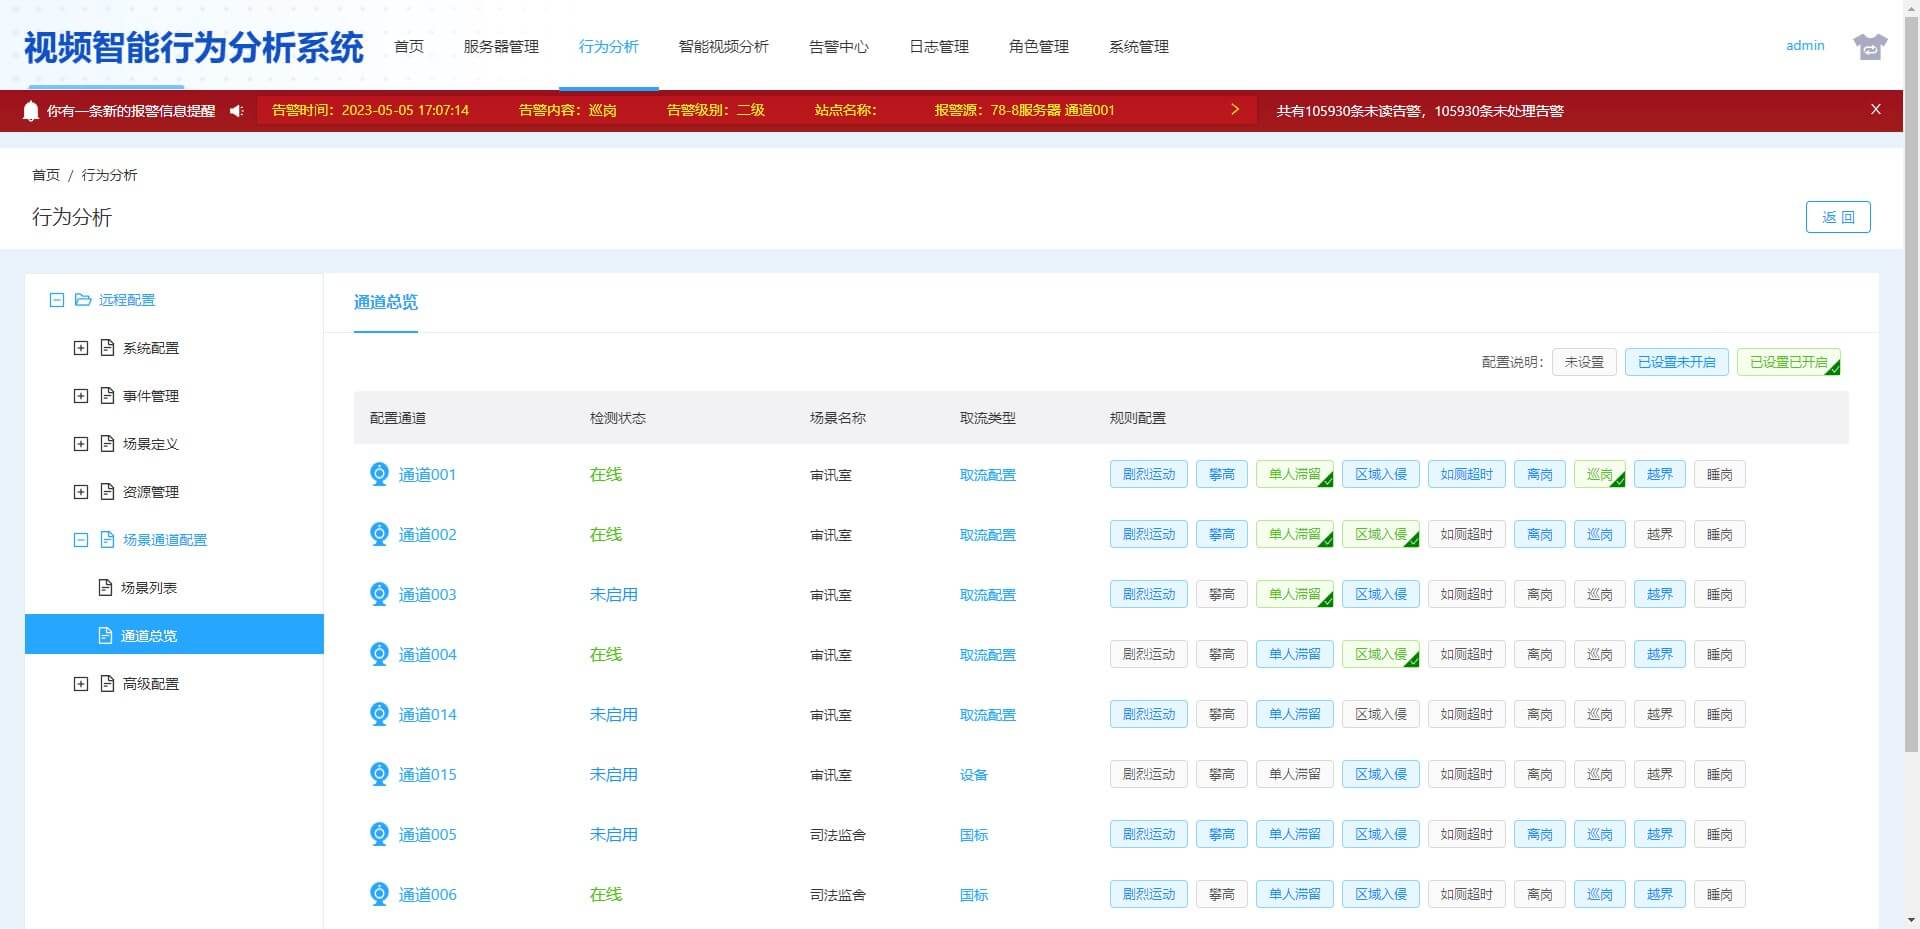 视频智能行为分析系统 首页 服务器管理 行为分析 智能视频分析 告警中心 日志管理 角色管理 系统管理 admin
你有一条新的报警信息提醒 告警时间：2023-05-05 17:07:14 告警内容：巡岗 告警级别：二级 站点名称： 报警源：78-8服务器 通道001 共有105930条未读告警，105930条未处理告警 X
首页 / 行为分析
行为分析
返 回
远程配置
系统配置
事件管理
场景定义
资源管理
场景通道配置
场景列表
通道总览
高级配置
通道总览
配置说明： 未设置 已设置未开启 已设置已开启
配置通道 检测状态 场景名称 取流类型 规则配置
通道001 在线 审讯室 取流配置 剧烈运动 攀高 单人滞留 区域入侵 如厕超时 离岗 巡岗 越界 睡岗
通道002 在线 审讯室 取流配置 剧烈运动 攀高 单人滞留 区域入侵 如厕超时 离岗 巡岗 越界 睡岗
通道003 未启用 审讯室 取流配置 剧烈运动 攀高 单人滞留 区域入侵 如厕超时 离岗 巡岗 越界 睡岗
通道004 在线 审讯室 取流配置 剧烈运动 攀高 单人滞留 区域入侵 如厕超时 离岗 巡岗 越界 睡岗
通道014 未启用 审讯室 取流配置 剧烈运动 攀高 单人滞留 区域入侵 如厕超时 离岗 巡岗 越界 睡岗
通道015 未启用 审讯室 设备 剧烈运动 攀高 单人滞留 区域入侵 如厕超时 离岗 巡岗 越界 睡岗
通道005 未启用 司法监舍 国标 剧烈运动 攀高 单人滞留 区域入侵 如厕超时 离岗 巡岗 越界 睡岗
通道006 在线 司法监舍 国标 剧烈运动 攀高 单人滞留 区域入侵 如厕超时 离岗 巡岗 越界 睡岗